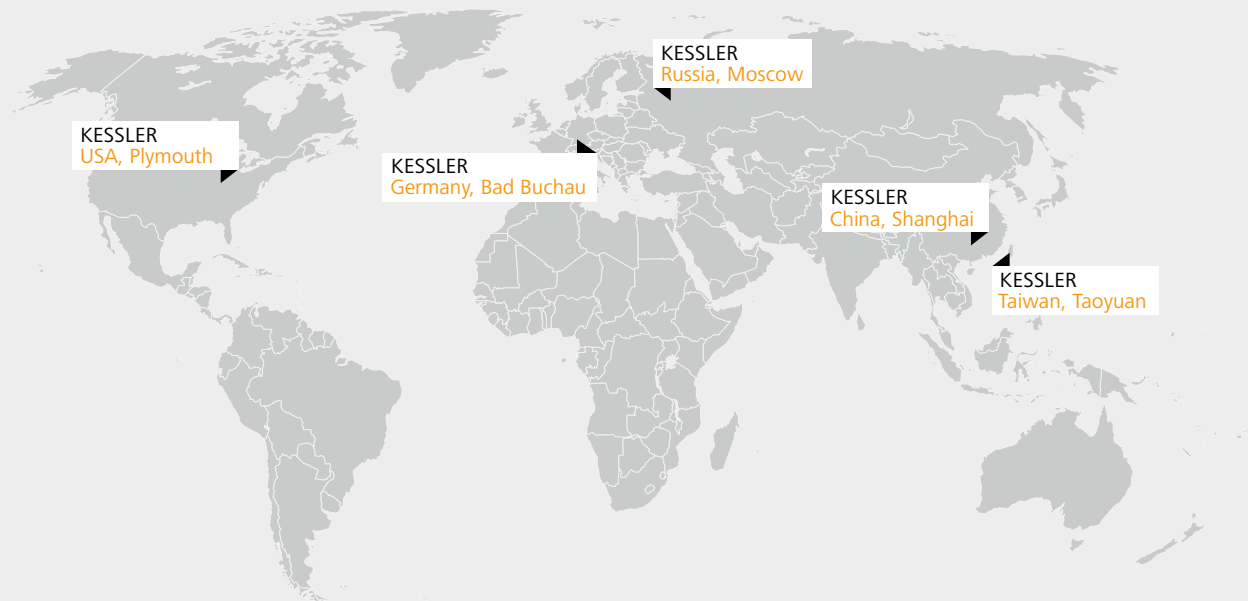 KESSLER
Russia, Moscow
KESSLER
USA, Plymouth
KESSLER
Germany, Bad Buchau
KESSLER
China, Shanghai
KESSLER
Taiwan, Taoyuan